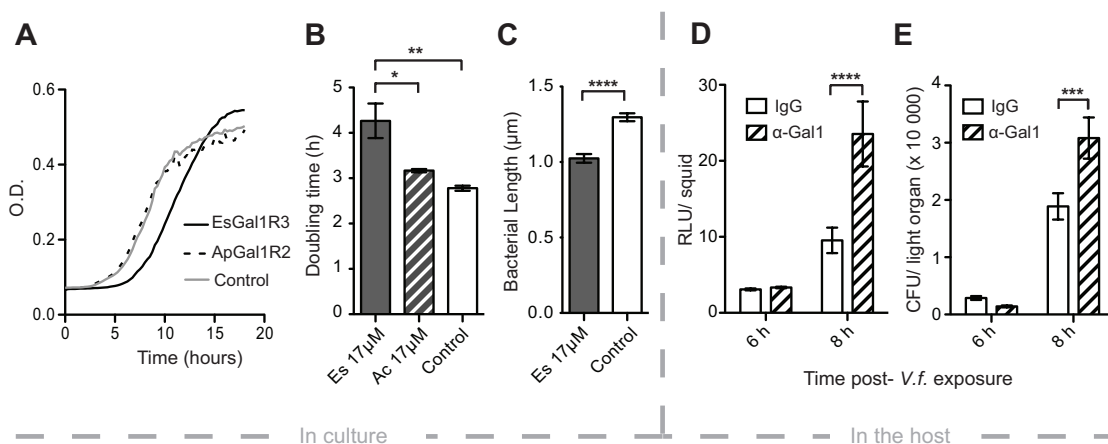 A
O.D.
0.6
0.4
0.2
0.0
0
5
10
15
20
Time (hours)
EsGal1R3
ApGal1R2
Control
B
Doubling time (h)
5
4
3
2
1
0
**
*
Es 17µM
Ac 17µM
Control
C
Bacterial Length (µm)
1.5
1.0
0.5
0.0
****
Es 17µM
Control
D
RLU/ squid
30
20
10
0
IgG
α-Gal1
****
6 h
8 h
E
CFU/ light organ (x 10 000)
4
3
2
1
0
IgG
α-Gal1
***
6 h
8 h
Time post- V.f. exposure
In culture
In the host